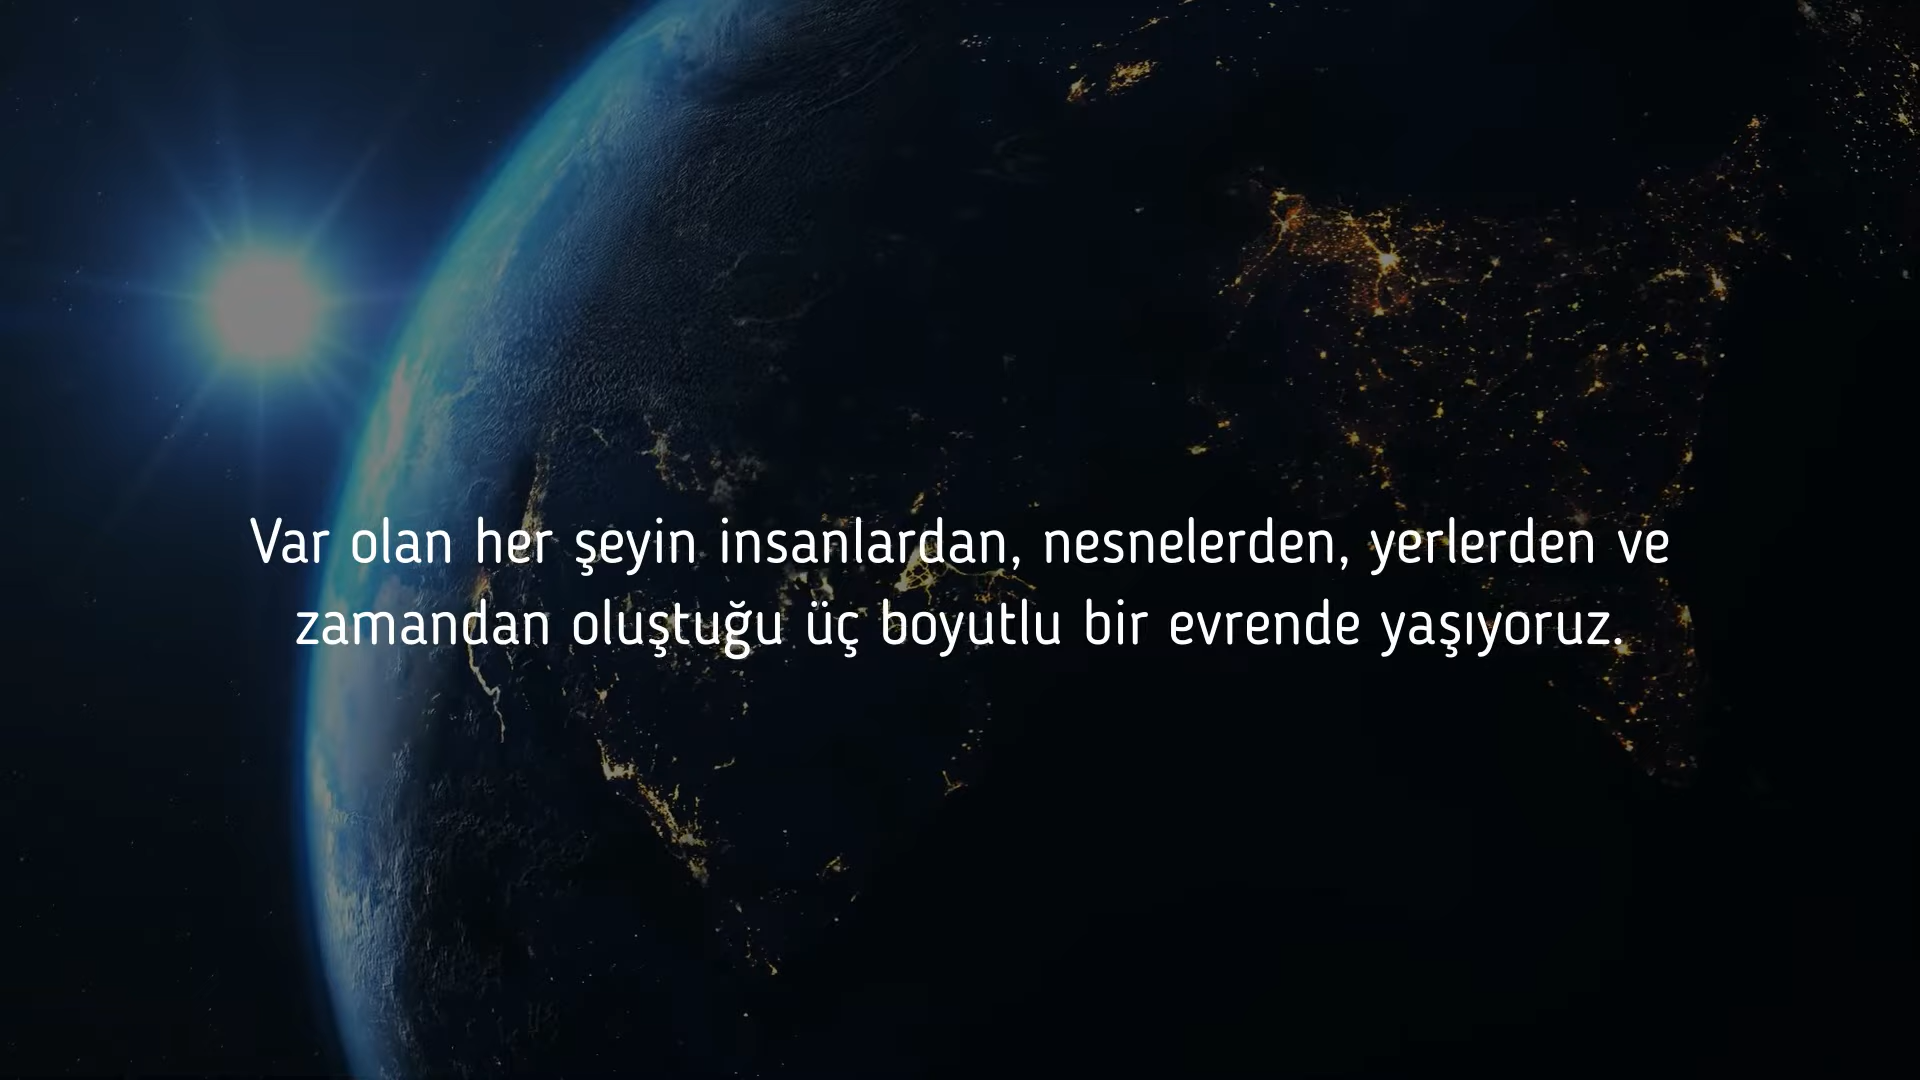 Var olan her şeyin insanlardan, nesnelerden, yerlerden ve
zamandan oluştuğu üç boyutlu bir evrende yaşıyoruz.